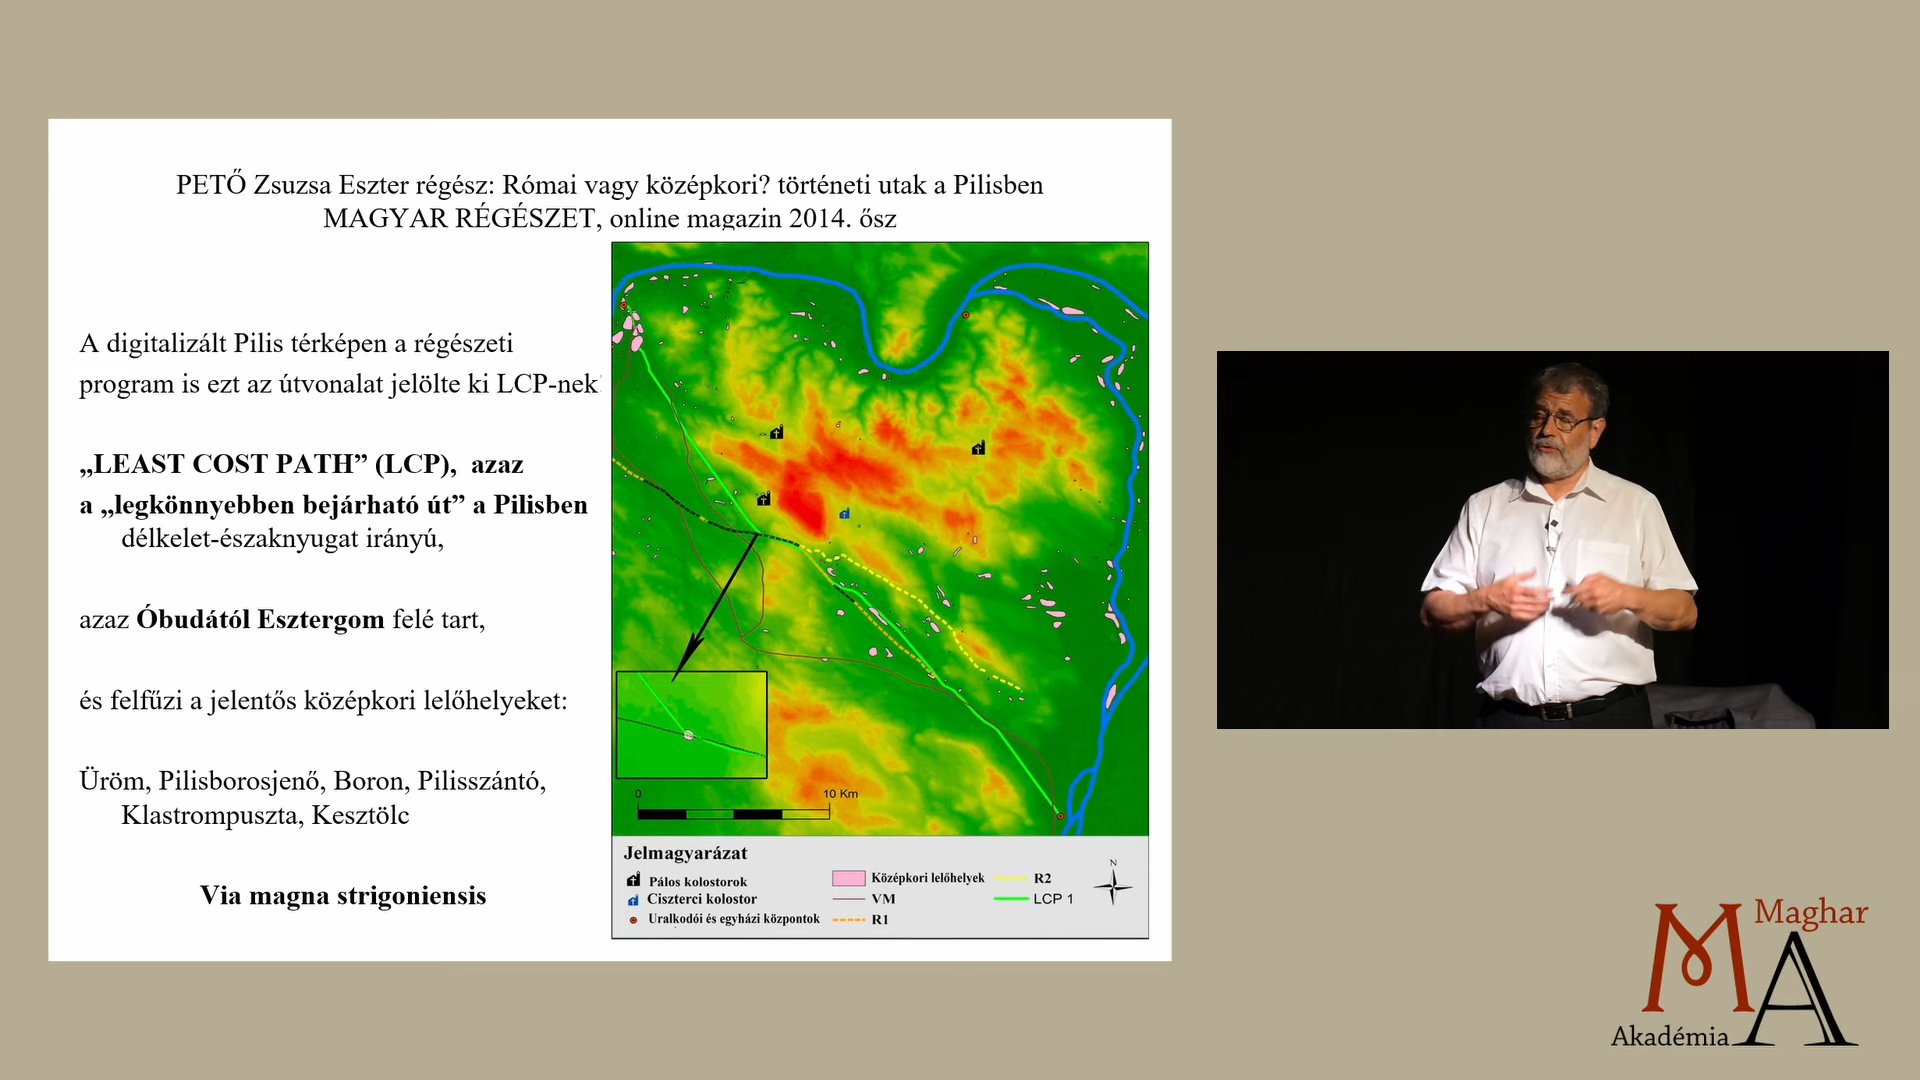 PETŐ Zsuzsa Eszter régész: Római vagy középkori? történeti utak a Pilisben
MAGYAR RÉGÉSZET, online magazin 2014. ősz
A digitalizált Pilis térképen a régészeti
program is ezt az útvonalat jelölte ki LCP-nek
„LEAST COST PATH” (LCP), azaz
a „legkönnyebben bejárható út” a Pilisben
délkelet-északnyugat irányú,
azaz Óbudától Esztergom felé tart,
és felfűzi a jelentős középkori lelőhelyeket:
Üröm, Pilisborosjenő, Boron, Pilisszántó,
Klastrompuszta, Kesztölc
Via magna strigoniensis
0 10 Km
Jelmagyarázat
Pálos kolostorok
Ciszterci kolostor
Uralkodói és egyházi központok
Középkori lelőhelyek
VM
R1
R2
LCP 1
N
Maghar
MA
Akadémia